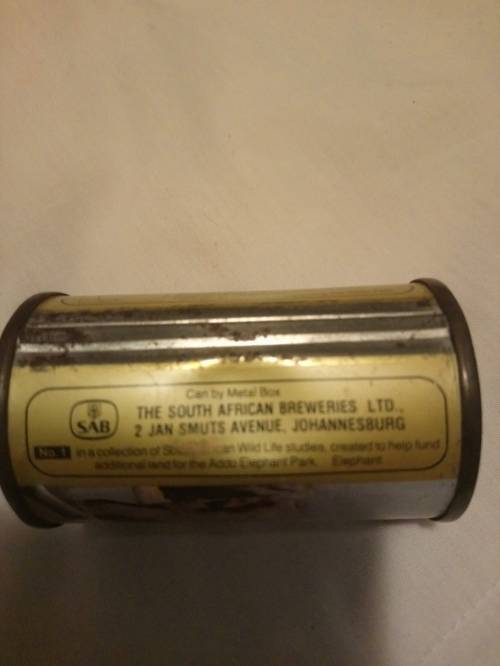 Can by Metal Box
SAB
THE SOUTH AFRICAN BREWERIES LTD.,
2 JAN SMUTS AVENUE, JOHANNESBURG
No. 1 in a collection of Wild Life studies, created to help fund
additional land for the Addo Elephant Park. Elephant